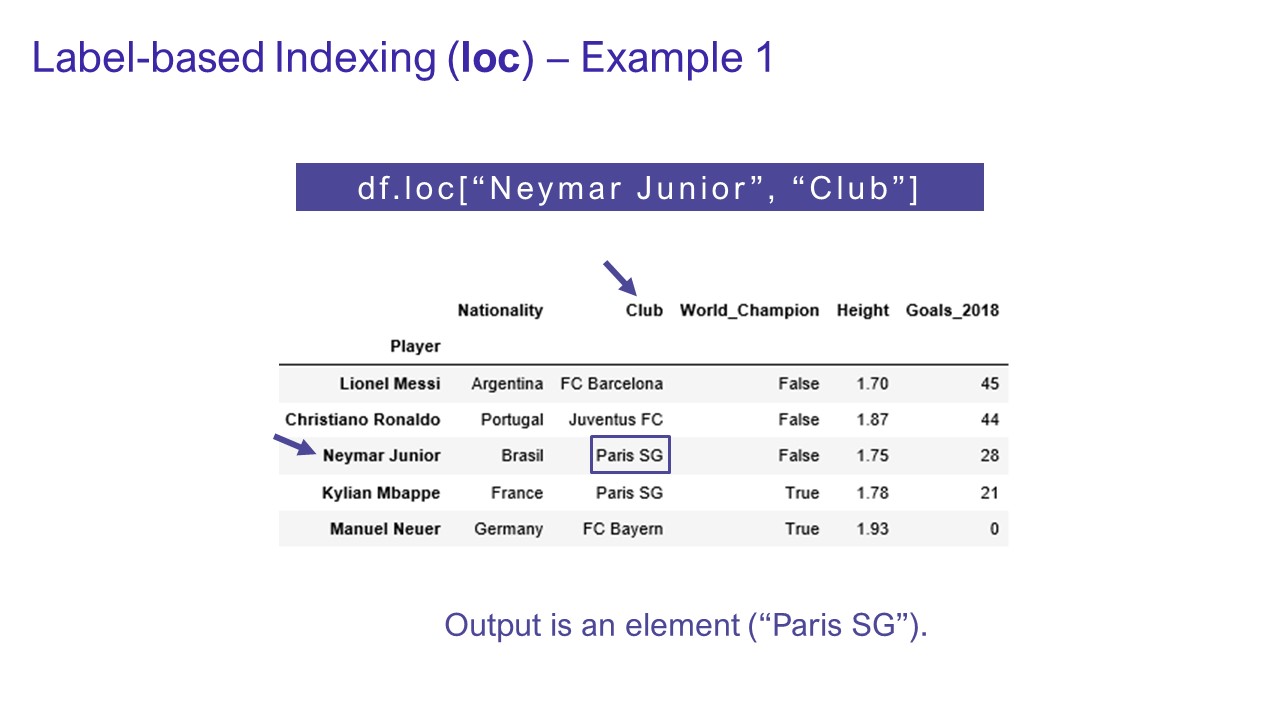 Label-based Indexing (loc) – Example 1
df.loc[“Neymar Junior”, “Club”]
Nationality Club World_Champion Height Goals_2018
Player
Lionel Messi Argentina FC Barcelona False 1.70 45
Christiano Ronaldo Portugal Juventus FC False 1.87 44
Neymar Junior Brasil Paris SG False 1.75 28
Kylian Mbappe France Paris SG True 1.78 21
Manuel Neuer Germany FC Bayern True 1.93 0
Output is an element (“Paris SG”).